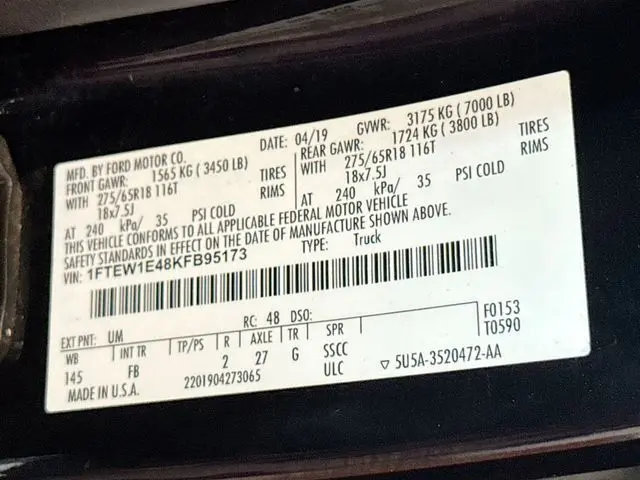 MFD. BY FORD MOTOR CO.
DATE: 04/19 GVWR: 3175 KG ( 7000 LB)
FRONT GAWR: 1565 KG ( 3450 LB) REAR GAWR: 1724 KG ( 3800 LB)
WITH 275/65R18 116T TIRES WITH 275/65R18 116T TIRES
18x7.5J RIMS 18x7.5J RIMS
AT 240 kPa/ 35 PSI COLD AT 240 kPa/ 35 PSI COLD
THIS VEHICLE CONFORMS TO ALL APPLICABLE FEDERAL MOTOR VEHICLE
SAFETY STANDARDS IN EFFECT ON THE DATE OF MANUFACTURE SHOWN ABOVE.
VIN: 1FTEW1E48KFB95173 TYPE: Truck
EXT PNT: UM RC: 48 DSO: F0153
WB INT TR TP/PS R AXLE TR SPR T0590
145 FB 2 27 G SSCC
MADE IN U.S.A. 2201904273065 ULC ▽ 5U5A-3520472-AA